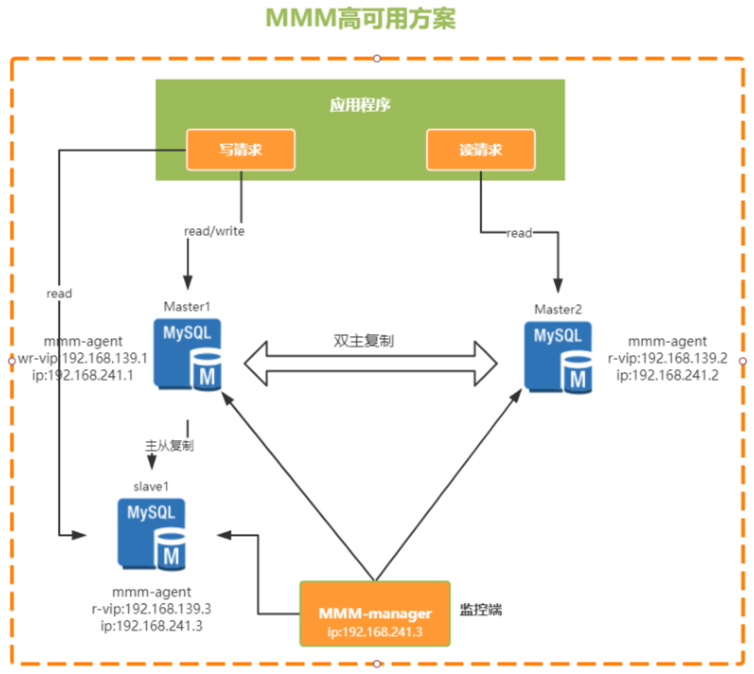 MMM高可用方案
应用程序
写请求
读请求
read/write
read
read
Master1
MySQL
M
mmm-agent
wr-vip:192.168.139.1
ip:192.168.241.1
双主复制
Master2
MySQL
M
mmm-agent
r-vip:192.168.139.2
ip:192.168.241.2
主从复制
slave1
MySQL
M
mmm-agent
r-vip:192.168.139.3
ip:192.168.241.3
MMM-manager
ip:192.168.241.3
监控端